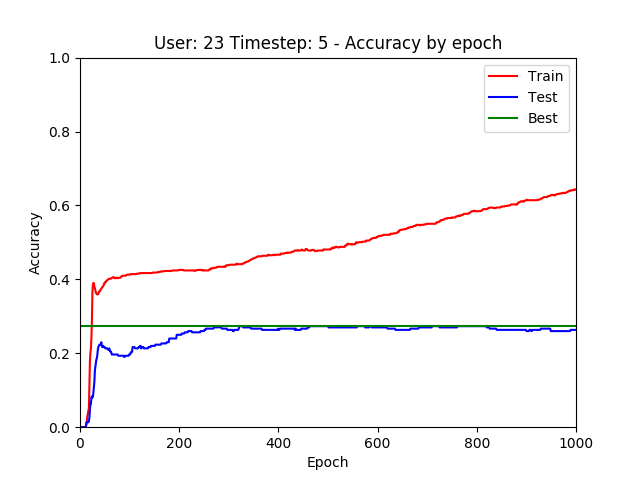 User: 23 Timestep: 5 - Accuracy by epoch
1.0
0.8
0.6
0.4
0.2
0.0
Accuracy
Train
Test
Best
0 200 400 600 800 1000
Epoch